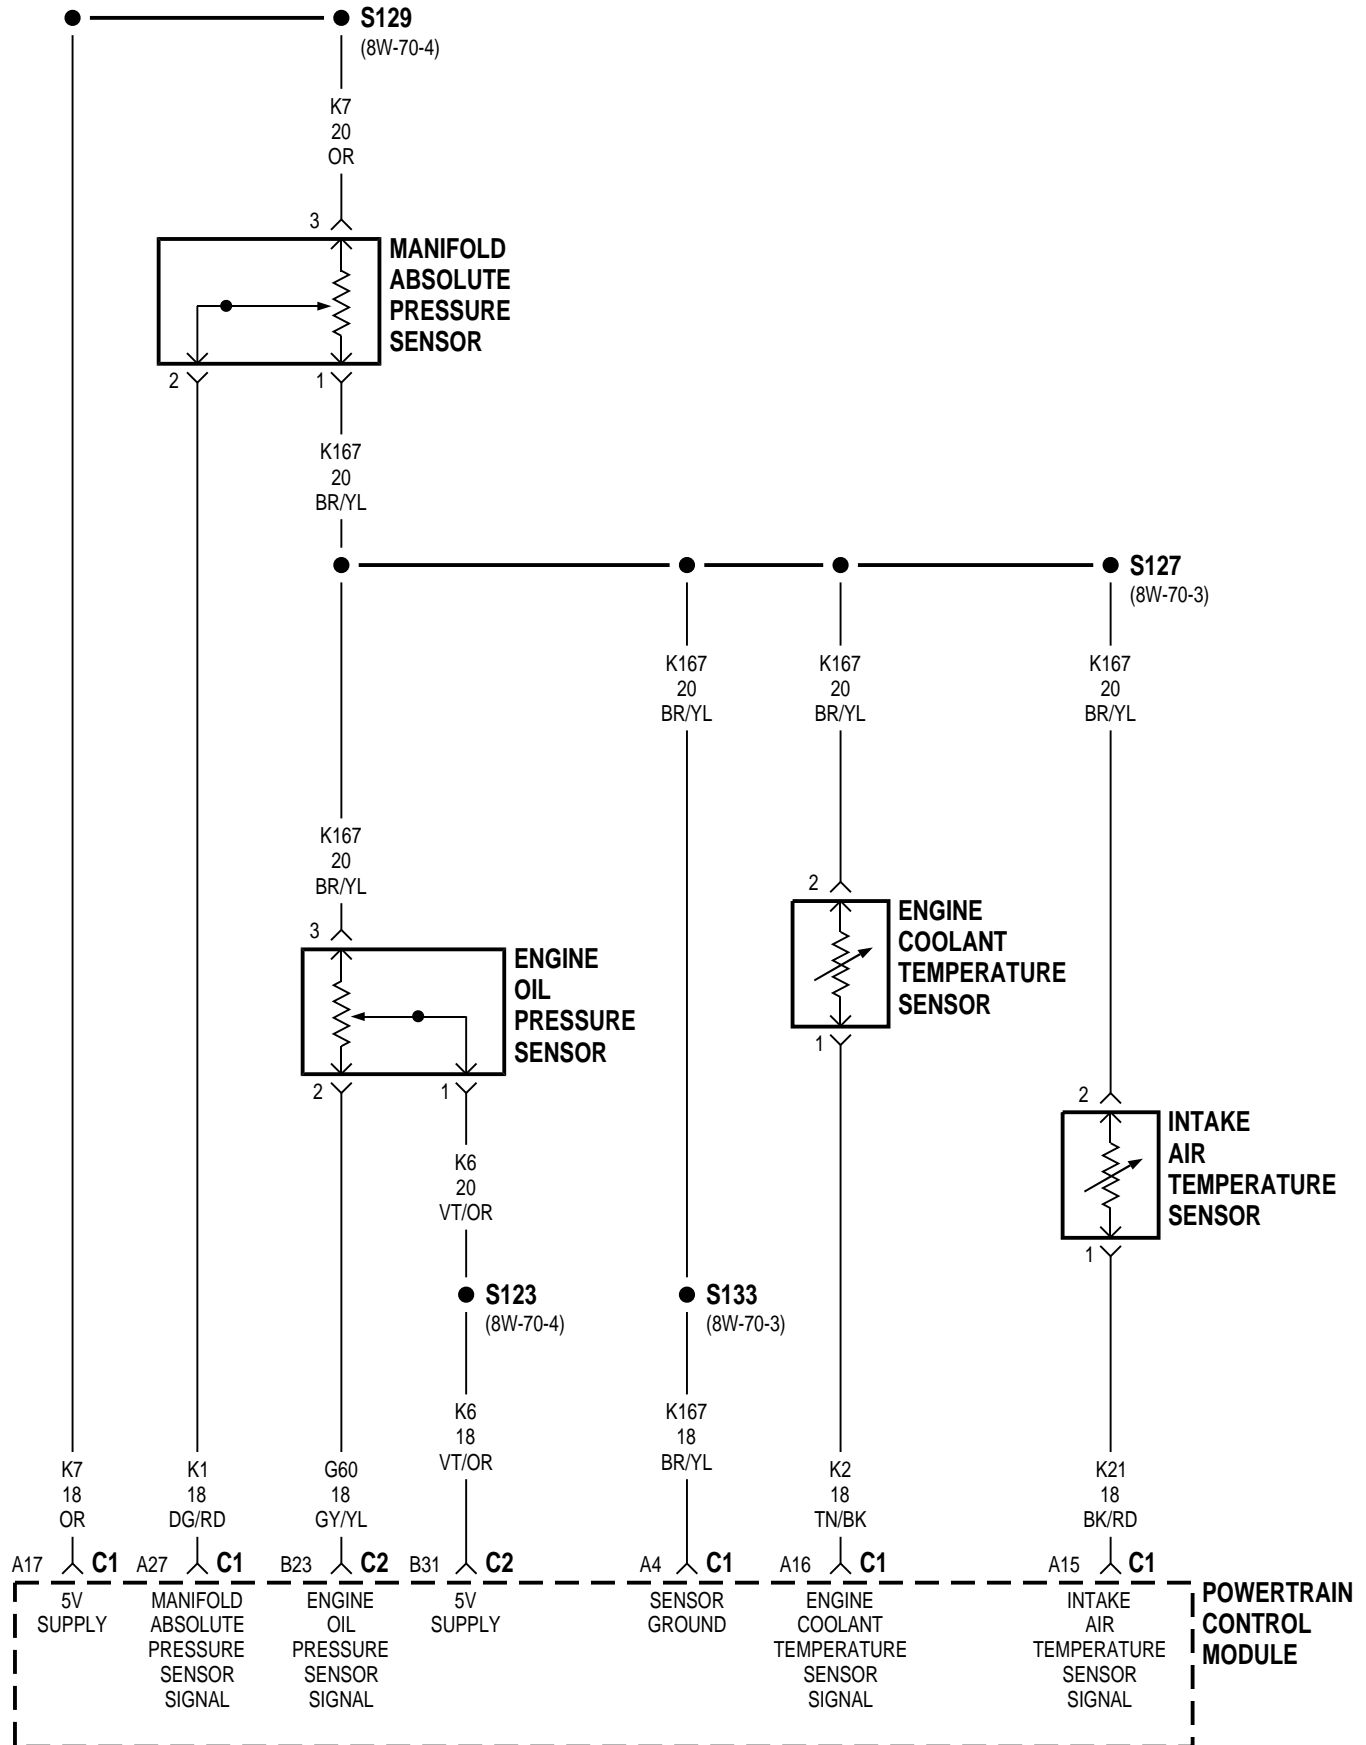 S129
(8W-70-4)
K7
20
OR
3
MANIFOLD
ABSOLUTE
PRESSURE
SENSOR
2
1
K167
20
BR/YL
S127
(8W-70-3)
K167
20
BR/YL
K167
20
BR/YL
K167
20
BR/YL
K167
20
BR/YL
3
ENGINE
OIL
PRESSURE
SENSOR
2
1
2
ENGINE
COOLANT
TEMPERATURE
SENSOR
1
2
INTAKE
AIR
TEMPERATURE
SENSOR
1
K6
20
VT/OR
S123
(8W-70-4)
S133
(8W-70-3)
K6
18
VT/OR
K167
18
BR/YL
K7
18
OR
K1
18
DG/RD
G60
18
GY/YL
K2
18
TN/BK
K21
18
BK/RD
A17 C1
A27 C1
B23 C2
B31 C2
A4 C1
A16 C1
A15 C1
5V
SUPPLY
MANIFOLD
ABSOLUTE
PRESSURE
SENSOR
SIGNAL
ENGINE
OIL
PRESSURE
SENSOR
SIGNAL
5V
SUPPLY
SENSOR
GROUND
ENGINE
COOLANT
TEMPERATURE
SENSOR
SIGNAL
INTAKE
AIR
TEMPERATURE
SENSOR
SIGNAL
POWERTRAIN
CONTROL
MODULE